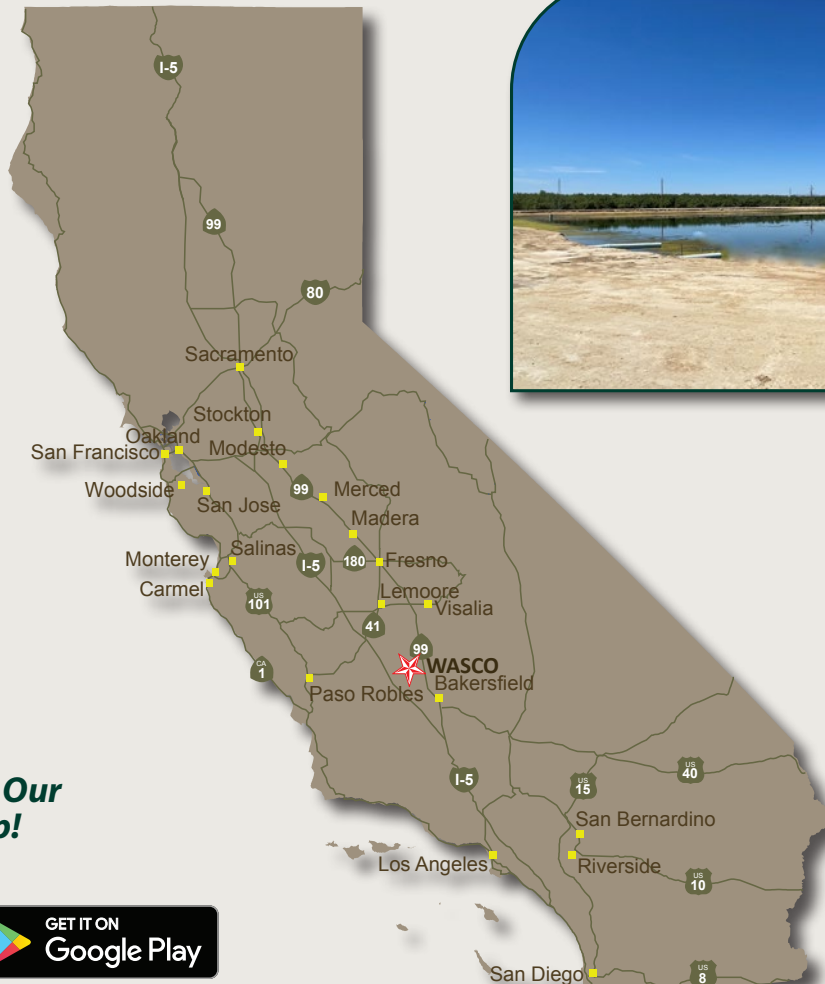 I-5
99
80
Sacramento
Stockton
Oakland
San Francisco
Modesto
Woodside
San Jose
99
Merced
Madera
Salinas
Monterey
I-5
180
Fresno
Carmel
US
101
Lemoore
Visalia
41
99
CA
1
WASCO
Bakersfield
Paso Robles
I-5
US
40
US
15
Our
San Bernardino
Los Angeles
Riverside
US
10
GET IT ON
Google Play
San Diego
US
8